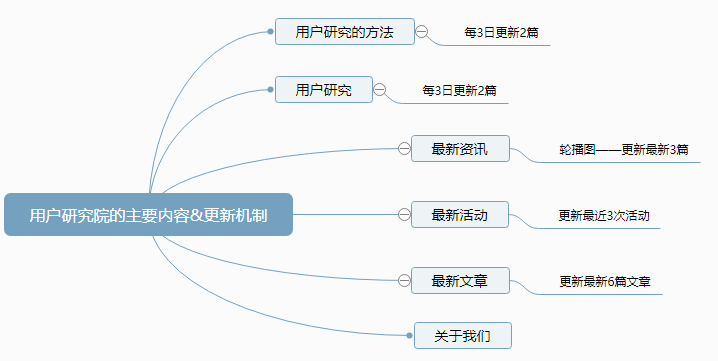 用户研究的方法
每3日更新2篇
用户研究
每3日更新2篇
最新资讯
轮播图——更新最新3篇
用户研究院的主要内容&更新机制
最新活动
更新最近3次活动
最新文章
更新最新6篇文章
关于我们